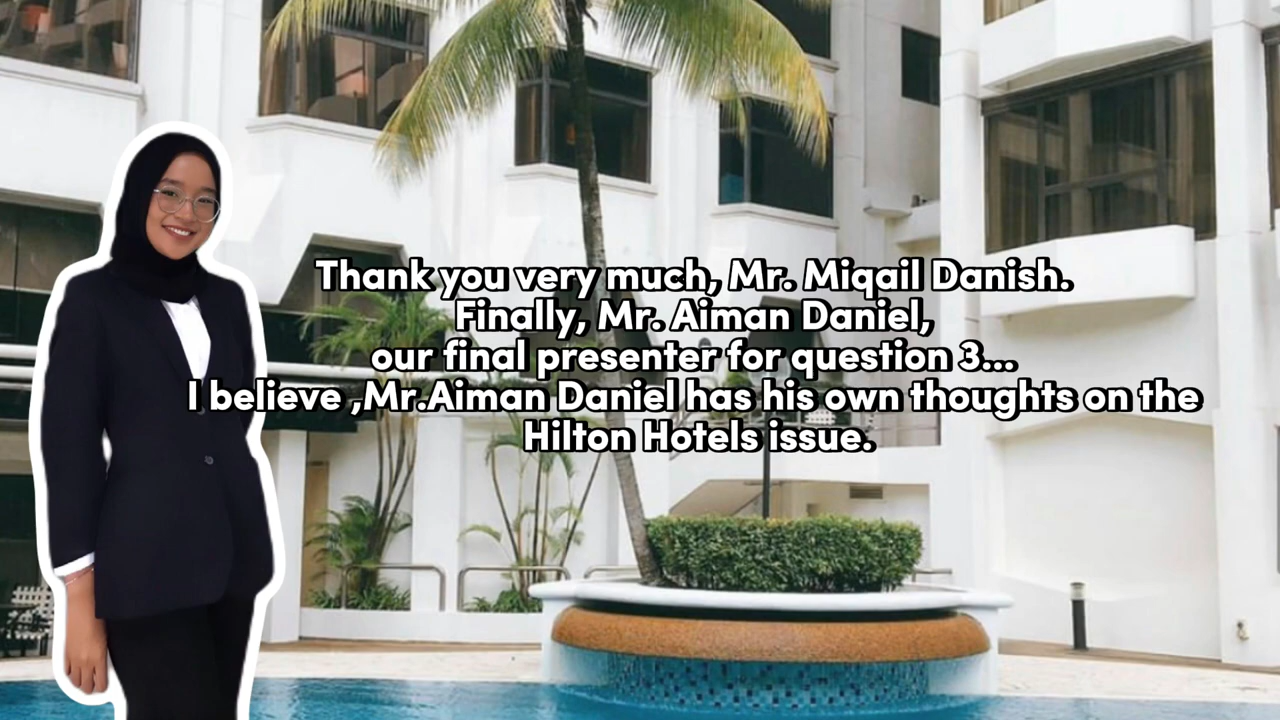 Thank you very much, Mr. Miqail Danish.
Finally, Mr. Aiman Daniel,
our final presenter for question 3...
I believe ,Mr.Aiman Daniel has his own thoughts on the
Hilton Hotels issue.